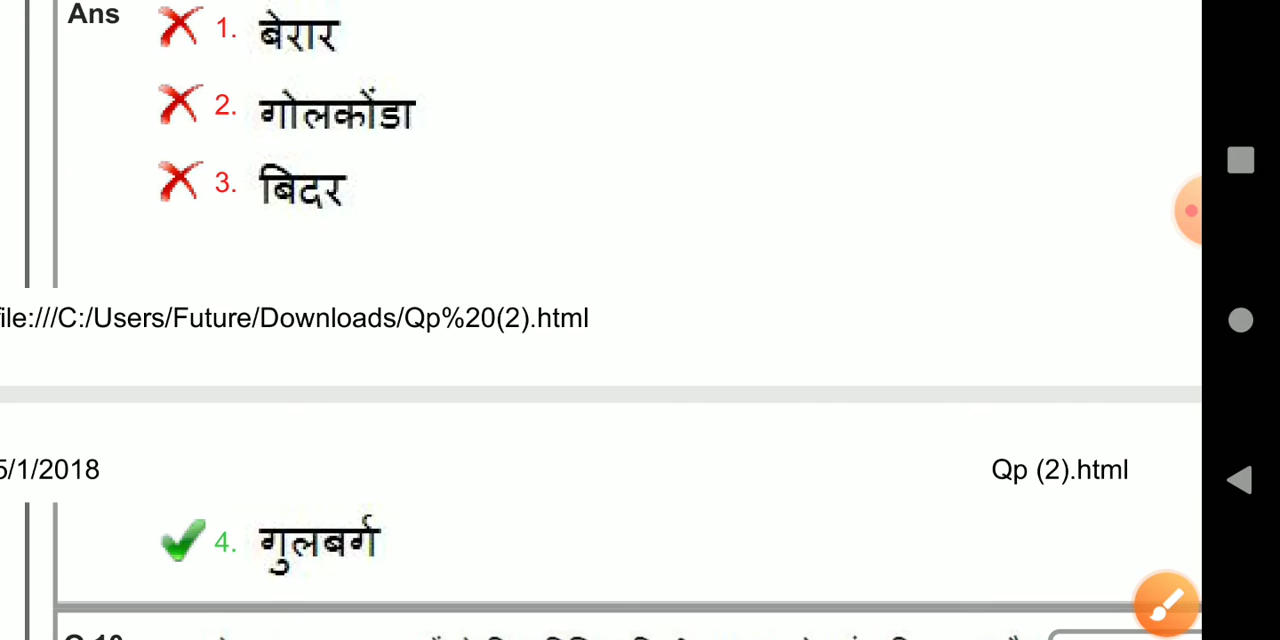 Ans 1. बेरार
2. गोलकोंडा
3. बिदर
file:///C:/Users/Future/Downloads/Qp%20(2).html
5/1/2018 Qp (2).html
4. गुलबर्ग